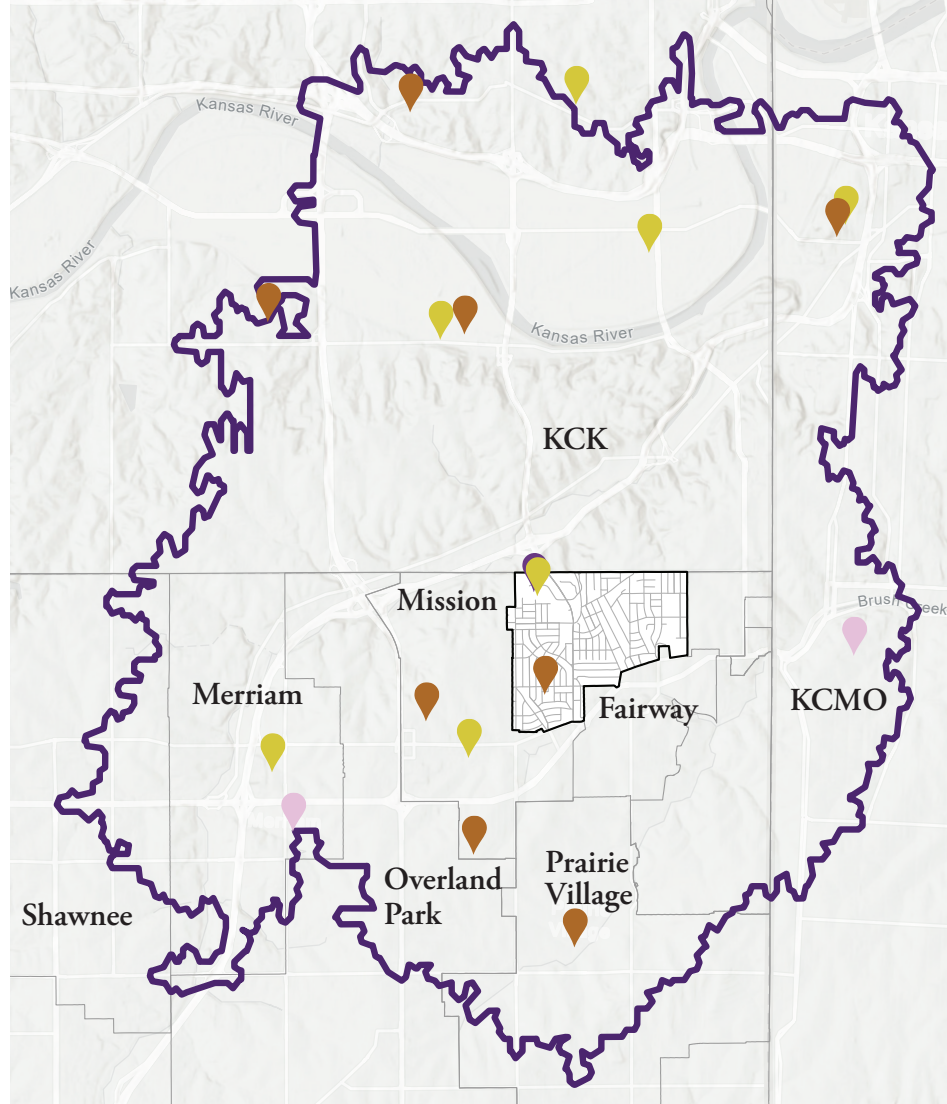 Kansas River
Kansas River
Kansas River
KCK
Mission
Brush Creek
Merriam
Fairway
KCMO
Prairie
Village
Overland
Park
Shawnee